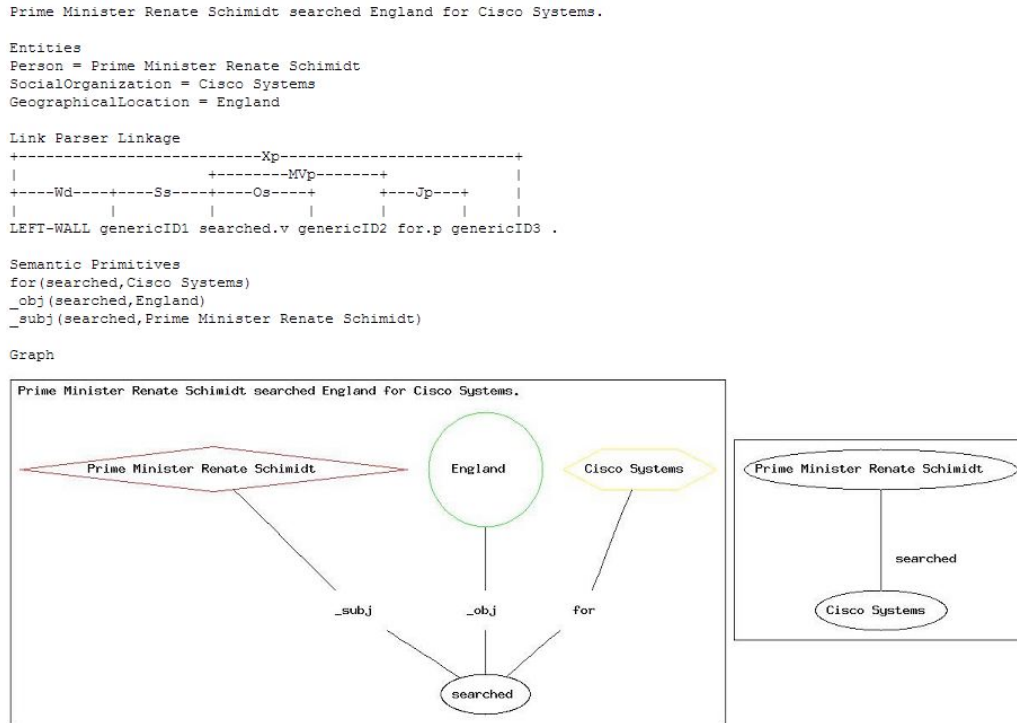 Prime Minister Renate Schimidt searched England for Cisco Systems.
Entities
Person = Prime Minister Renate Schimidt
SocialOrganization = Cisco Systems
GeographicalLocation = England
Link Parser Linkage
+---------------------------Xp--------------------------+
|                     +--------MVp-------+              |
+----Wd----+----Ss----+----Os----+       +---Jp---+     |
|          |          |          |       |        |     |
LEFT-WALL genericID1 searched.v genericID2 for.p genericID3 .
Semantic Primitives
for(searched,Cisco Systems)
_obj(searched,England)
_subj(searched,Prime Minister Renate Schimidt)
Graph
Prime Minister Renate Schimidt searched England for Cisco Systems.
Prime Minister Renate Schimidt England Cisco Systems
_subj _obj for
searched
Prime Minister Renate Schimidt
searched
Cisco Systems